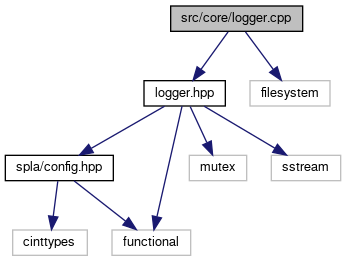 src/core/logger.cpp
logger.hpp
filesystem
spla/config.hpp
mutex
sstream
cinttypes
functional